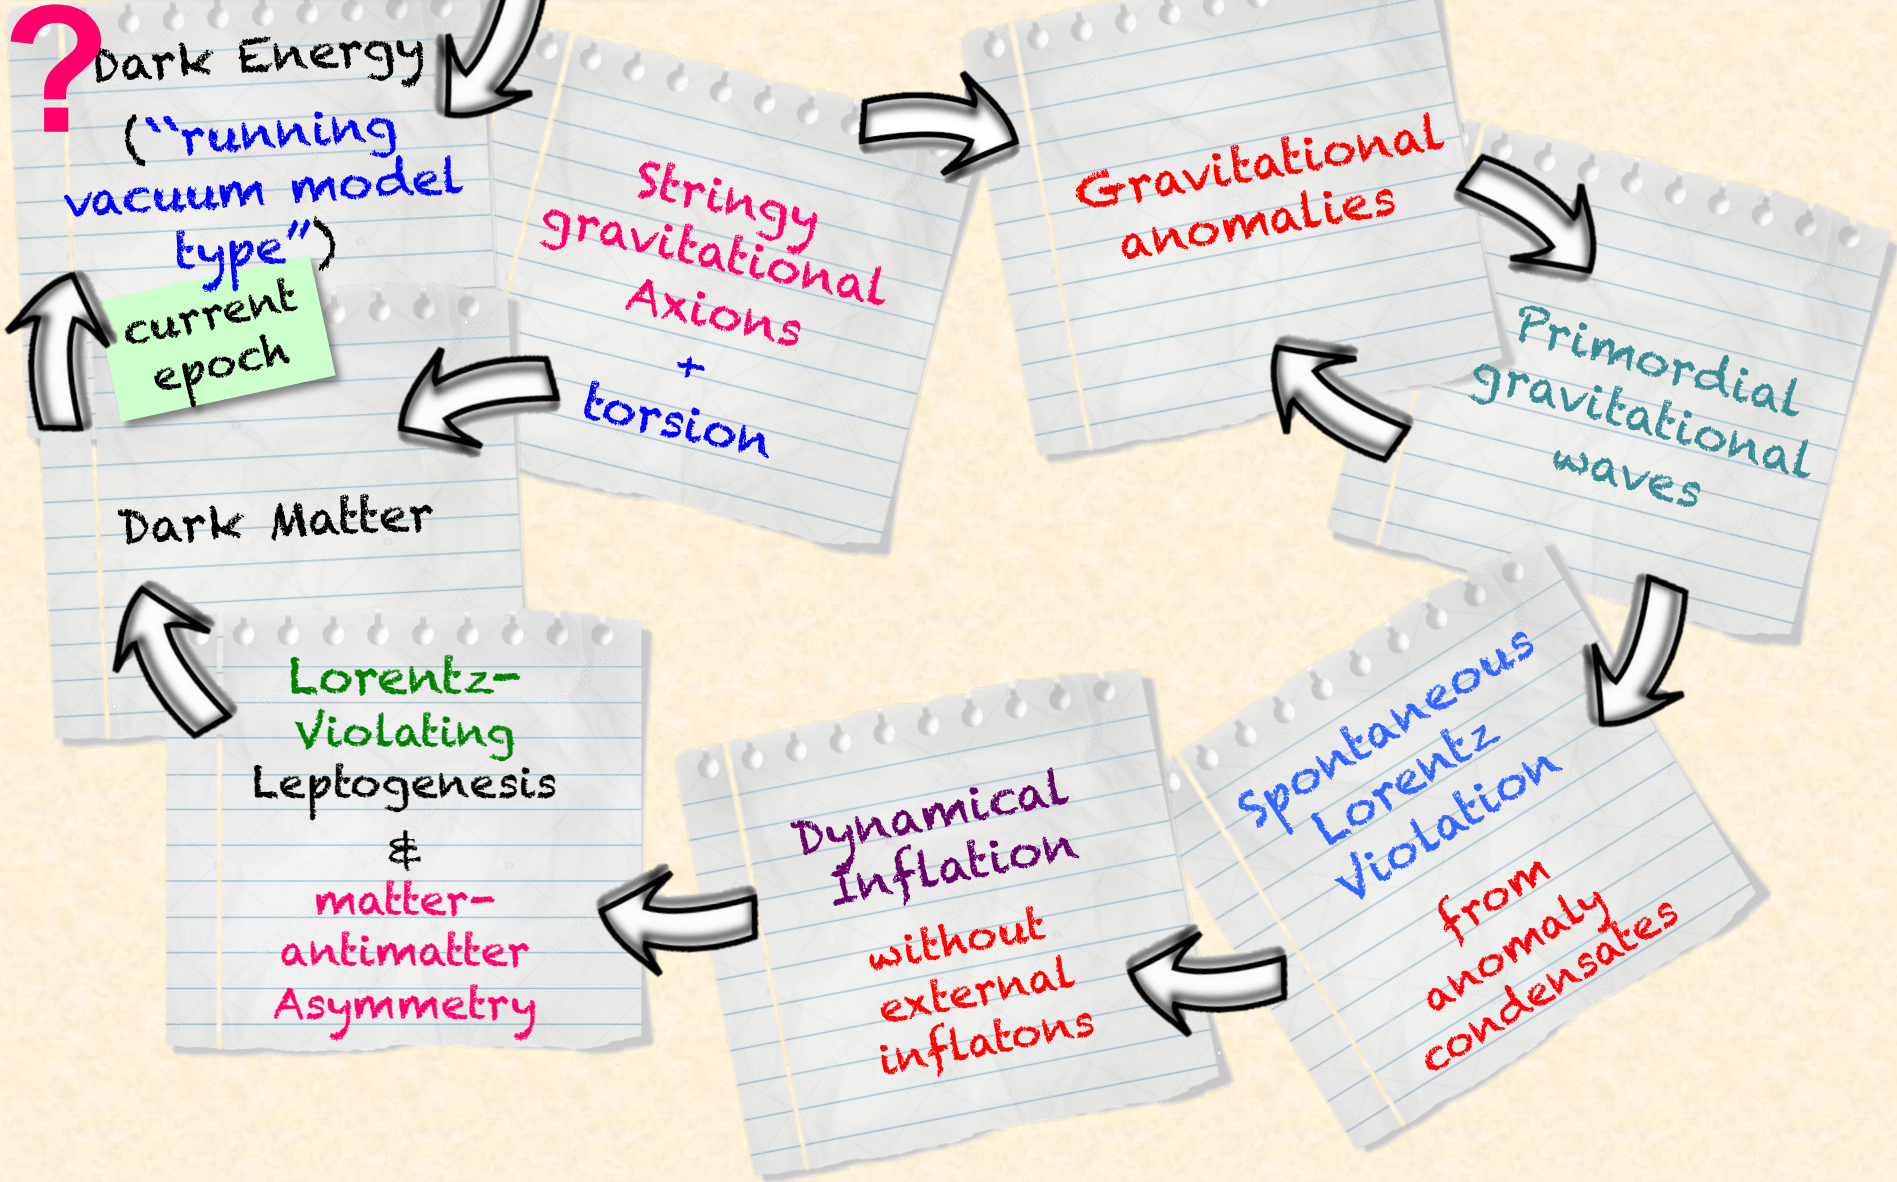 ?
Dark Energy
(“running
vacuum model
type”)
current
epoch
Stringy
gravitational
Axions
+
torsion
Gravitational
anomalies
Primordial
gravitational
waves
Spontaneous
Lorentz
Violation
from
anomaly
condensates
Dynamical
Inflation
without
external
inflatons
Lorentz-
Violating
Leptogenesis
&
matter-
antimatter
Asymmetry
Dark Matter